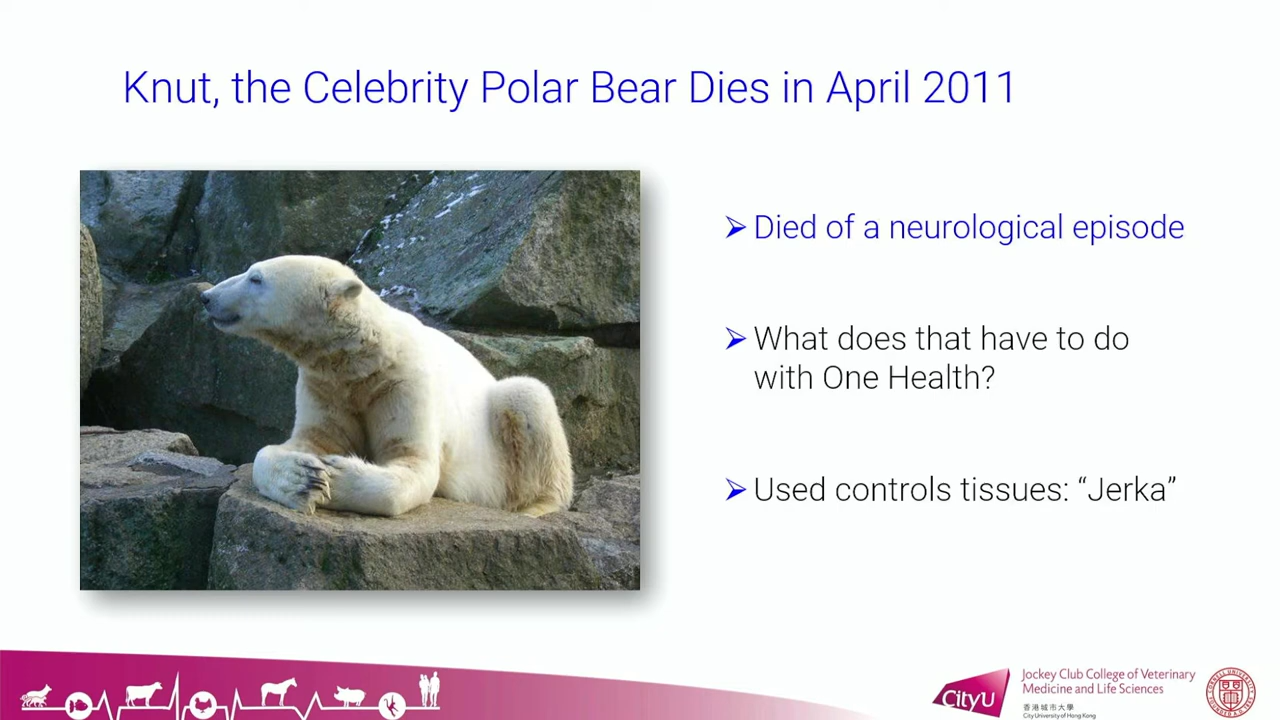 Knut, the Celebrity Polar Bear Dies in April 2011
Died of a neurological episode
What does that have to do
with One Health?
Used controls tissues: “Jerka”
CityU
Jockey Club College of Veterinary
Medicine and Life Sciences
香港城市大學
City University of Hong Kong